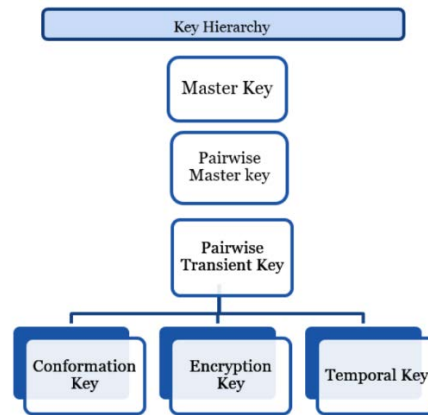 Key Hierarchy
Master Key
Pairwise
Master key
Pairwise
Transient Key
Conformation
Key
Encryption
Key
Temporal Key